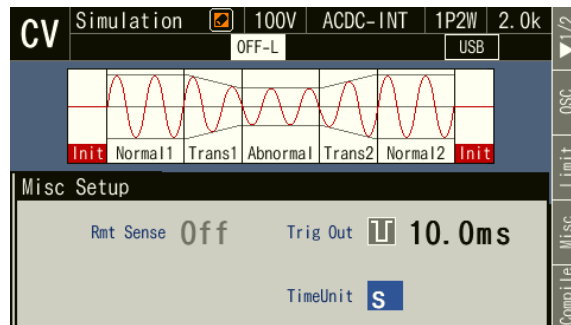 CV Simulation 100V ACDC-INT 1P2W 2.0k
OFF-L USB
Init Normal1 Trans1 Abnormal Trans2 Normal2 Init
Misc Setup
Rmt Sense Off Trig Out 10.0ms
TimeUnit s
▼1/2
OSC
Limit
Misc
Compile